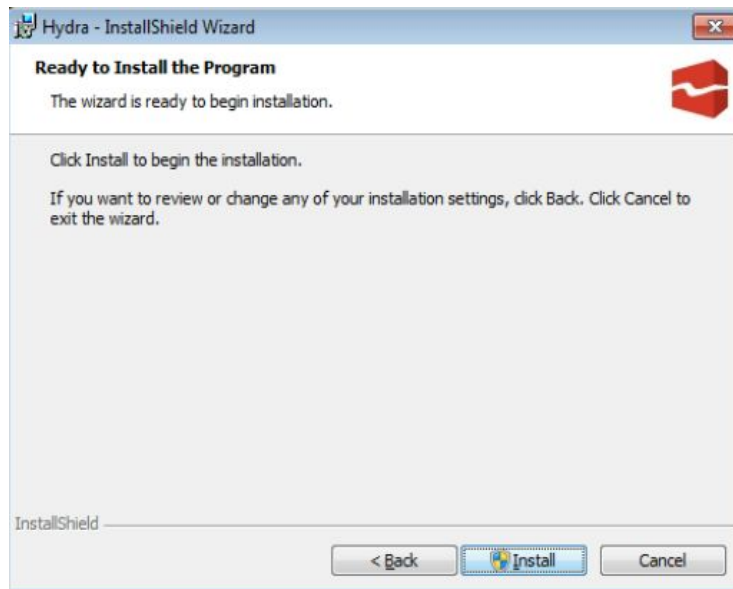 Hydra - InstallShield Wizard
Ready to Install the Program
The wizard is ready to begin installation.
Click Install to begin the installation.
If you want to review or change any of your installation settings, click Back. Click Cancel to
exit the wizard.
InstallShield
< Back Install Cancel